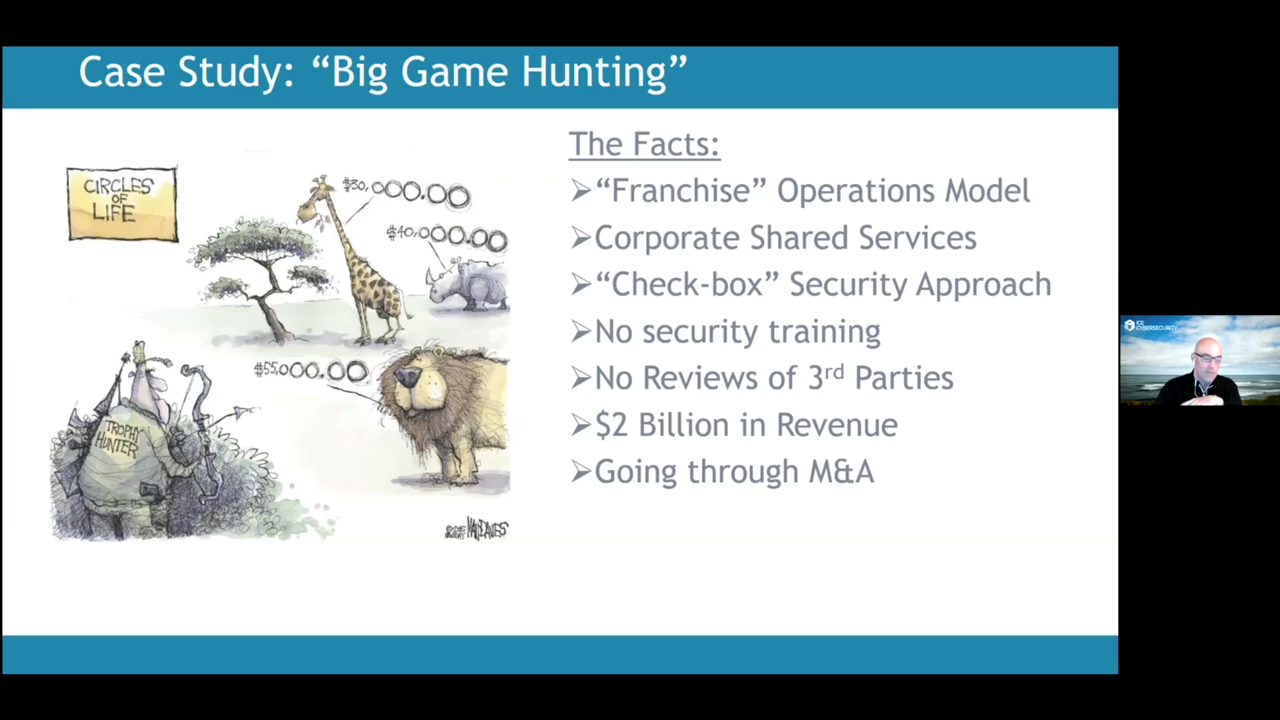 Case Study: “Big Game Hunting”
CIRCLES
OF
LIFE
$30,000.00
$40,000.00
$55,000.00
TROPHY
HUNTER
The Facts:
➢“Franchise” Operations Model
➢Corporate Shared Services
➢“Check-box” Security Approach
➢No security training
➢No Reviews of 3rd Parties
➢$2 Billion in Revenue
➢Going through M&A
ICE
CYBERSECURITY